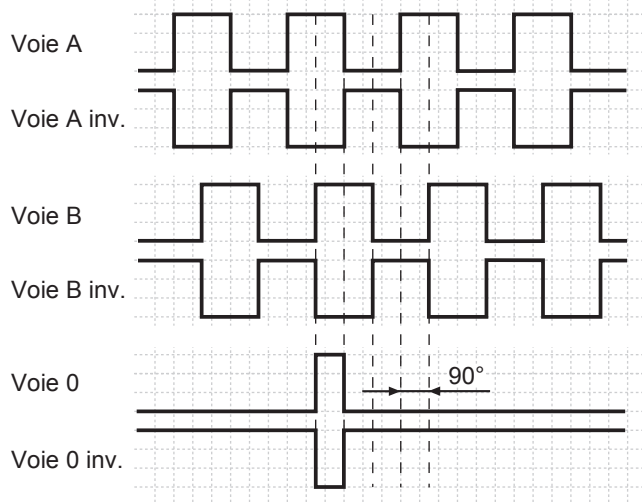 Voie A
Voie A inv.
Voie B
Voie B inv.
Voie 0
90°
Voie 0 inv.